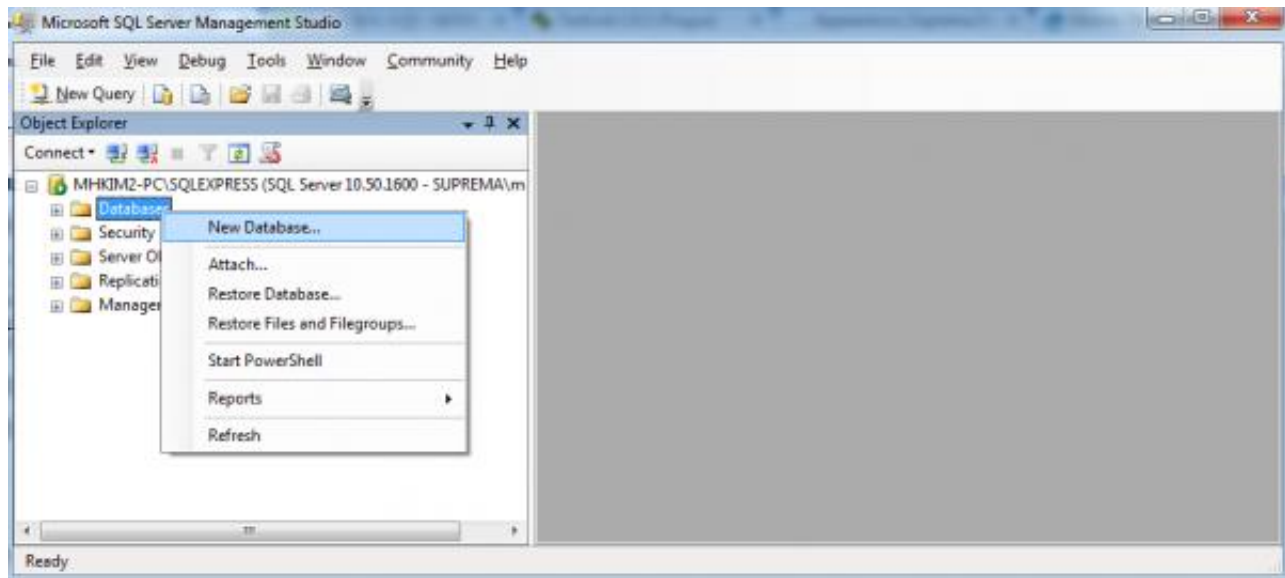 Microsoft SQL Server Management Studio
File Edit View Debug Tools Window Community Help
New Query
Object Explorer
Connect
MHKIM2-PC\SQLEXPRESS (SQL Server 10.50.1600 - SUPREMA\m
Databases
New Database...
Security
Attach...
Server Ob
Restore Database...
Replicati
Restore Files and Filegroups...
Manager
Start PowerShell
Reports
Refresh
Ready